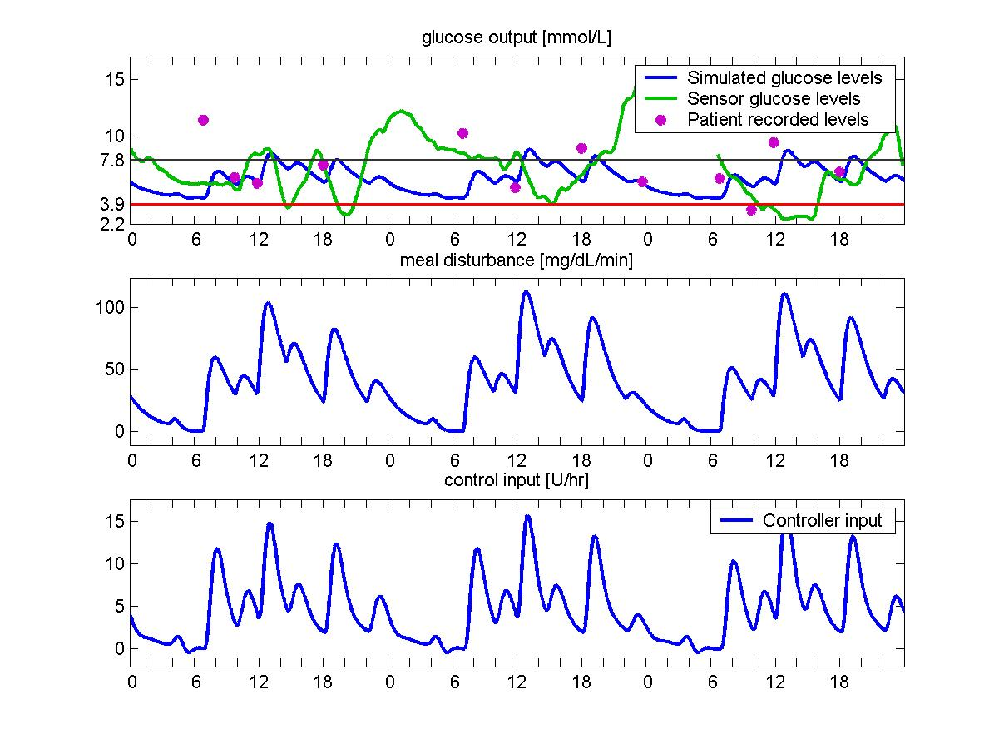 glucose output [mmol/L]
15
10
7.8
3.9
2.2
Simulated glucose levels
Sensor glucose levels
Patient recorded levels
0 6 12 18 0 6 12 18 0 6 12 18
meal disturbance [mg/dL/min]
100
50
0
0 6 12 18 0 6 12 18 0 6 12 18
control input [U/hr]
15
10
5
0
Controller input
0 6 12 18 0 6 12 18 0 6 12 18